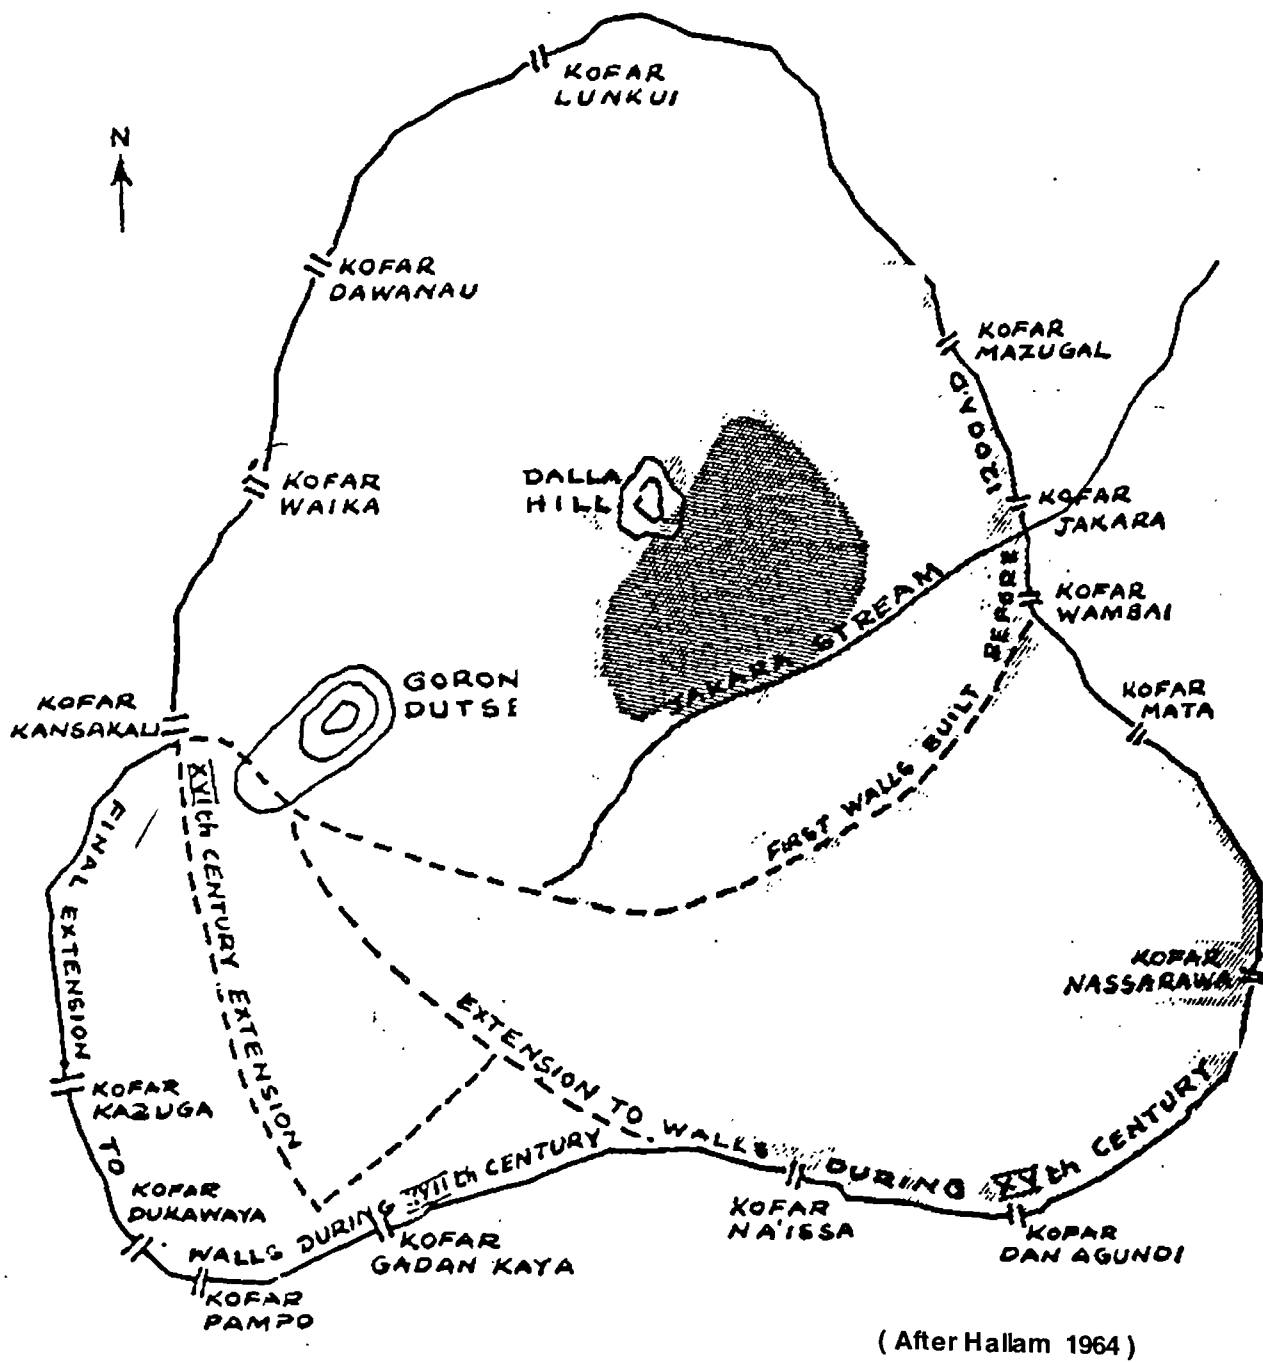 KOFAR
LUNKUI
N
KOFAR
DAWANAU
KOFAR
MAZUGAL
KOFAR
WAIKA
DALLA
HILL
KOFAR
JAKARA
KOFAR
WAMBAI
JAKARA STREAM
GORON
DUTSE
KOFAR
KANSAKALI
KOFAR
MATA
FIRST WALLS BUILT BEFORE 1200 A.D
XVIth CENTURY EXTENSION
KOFAR
NASSARAWA
EXTENSION TO WALLS DURING XVth CENTURY
KOFAR
KAZUGA
KOFAR
DUKAWAYA
FINAL EXTENSION TO WALLS DURING XVIIth CENTURY
KOFAR
GADAN KAYA
KOFAR
NA'ISSA
KOFAR
DAN AGUNDI
KOFAR
PAMPO
( After Hallam 1964 )